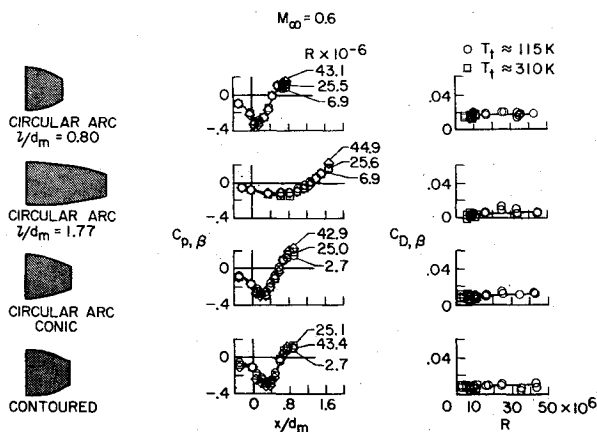 M∞ = 0.6
R × 10⁻⁶
○ Tₜ ≈ 115 K
□ Tₜ ≈ 310 K
CIRCULAR ARC
l/dₘ = 0.80
0
-.4
43.1
25.5
6.9
.04
0
CIRCULAR ARC
l/dₘ = 1.77
0
-.4
44.9
25.6
6.9
.04
0
CIRCULAR ARC
CONIC
Cp, β
0
-.4
42.9
25.0
2.7
CD, β
.04
0
CONTOURED
0
-.4
25.1
43.4
2.7
.04
0 .8 1.6
x/dₘ
0 10 30 50 × 10⁶
R